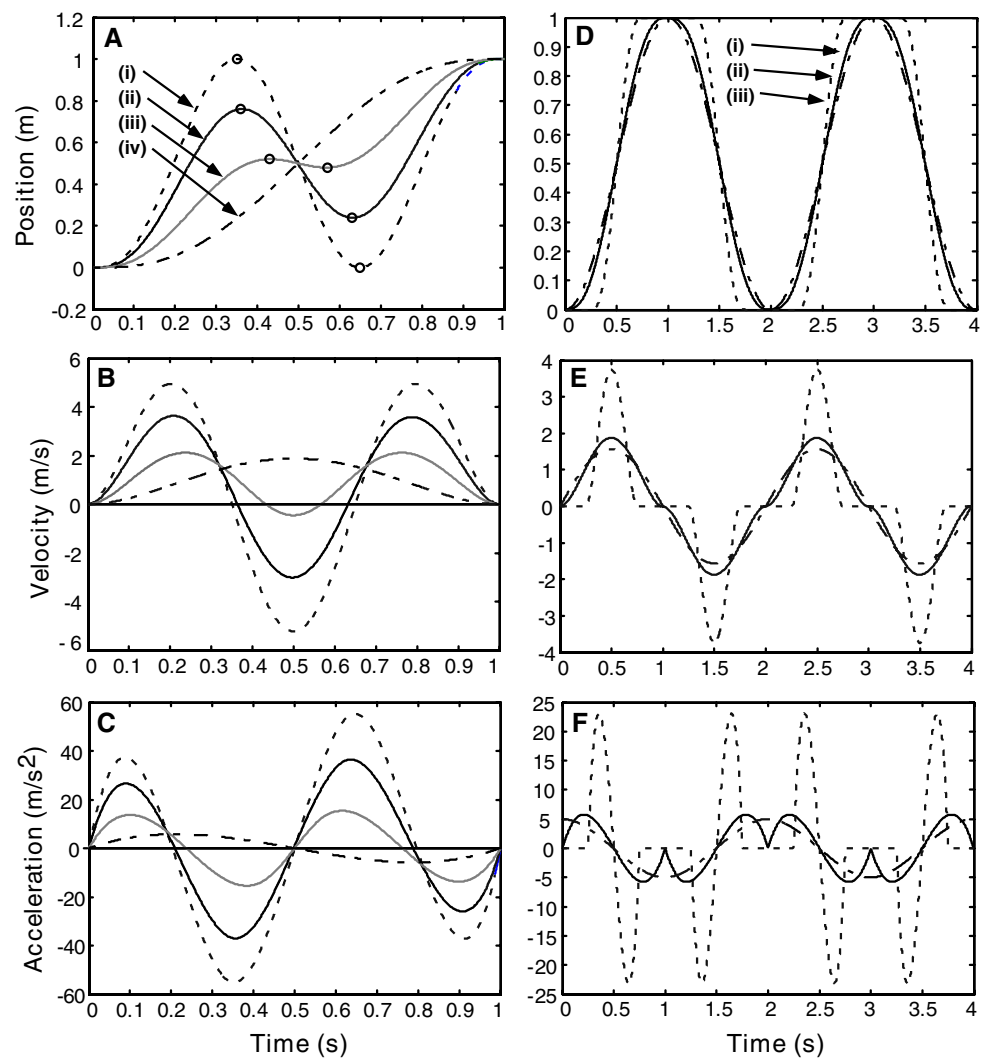 A
(i)
(ii)
(iii)
(iv)
Position (m)
1.2
1
0.8
0.6
0.4
0.2
0
-0.2
0 0.1 0.2 0.3 0.4 0.5 0.6 0.7 0.8 0.9 1
D
(i)
(ii)
(iii)
1
0.9
0.8
0.7
0.6
0.5
0.4
0.3
0.2
0.1
0
0 0.5 1 1.5 2 2.5 3 3.5 4
B
Velocity (m/s)
6
4
2
0
-2
-4
-6
0 0.1 0.2 0.3 0.4 0.5 0.6 0.7 0.8 0.9 1
E
4
3
2
1
0
-1
-2
-3
-4
0 0.5 1 1.5 2 2.5 3 3.5 4
C
Acceleration (m/s2)
60
40
20
0
-20
-40
-60
0 0.1 0.2 0.3 0.4 0.5 0.6 0.7 0.8 0.9 1
Time (s)
F
25
20
15
10
5
0
-5
-10
-15
-20
-25
0 0.5 1 1.5 2 2.5 3 3.5 4
Time (s)